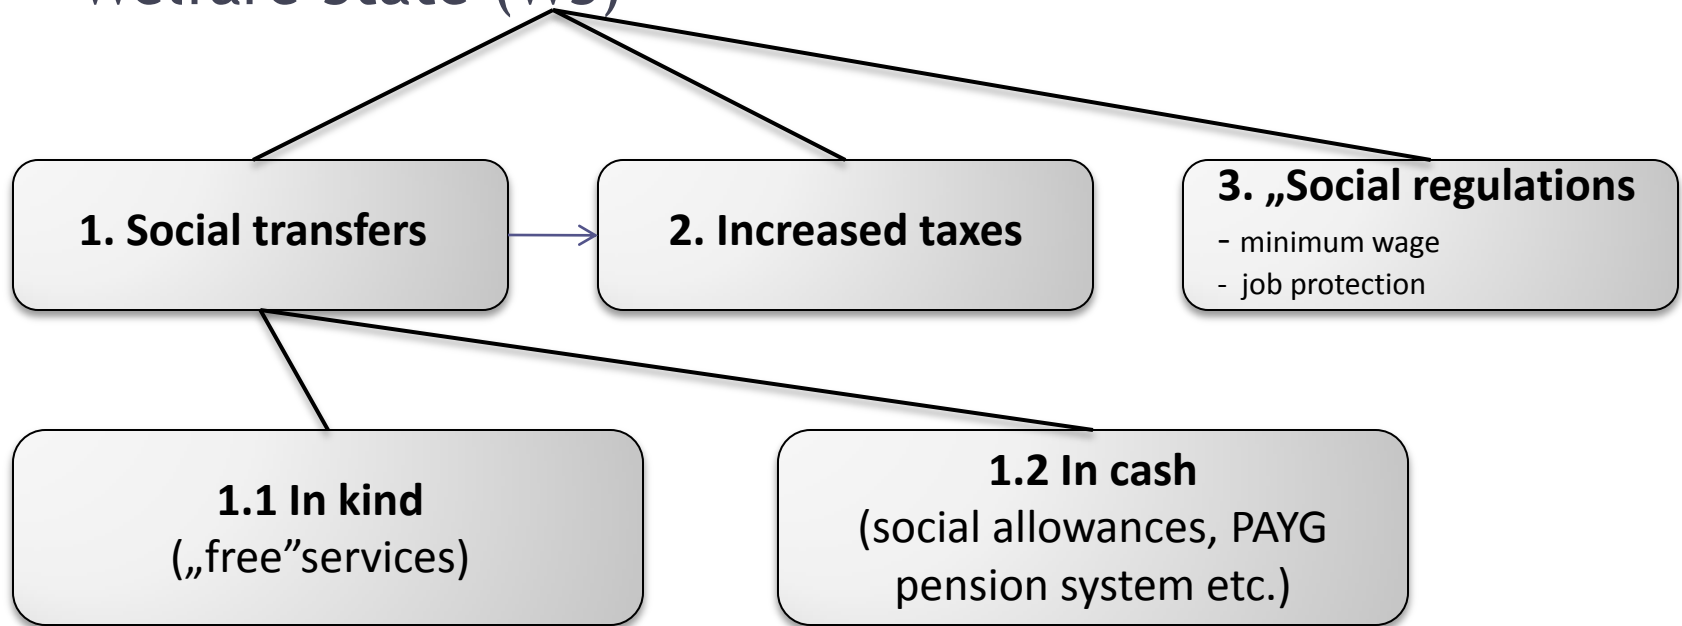 Welfare state (WS)
1. Social transfers
2. Increased taxes
3. „Social regulations
- minimum wage
- job protection
1.1 In kind
(„free”services)
1.2 In cash
(social allowances, PAYG
pension system etc.)